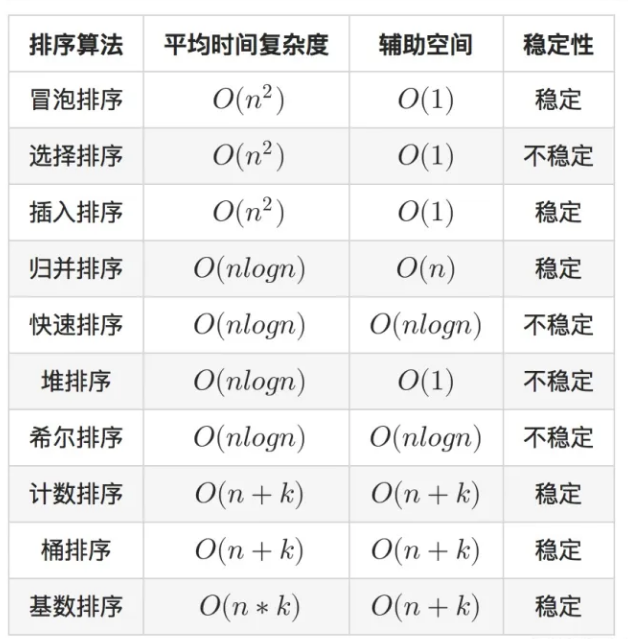 排序算法 平均时间复杂度 辅助空间 稳定性
冒泡排序 O(n²) O(1) 稳定
选择排序 O(n²) O(1) 不稳定
插入排序 O(n²) O(1) 稳定
归并排序 O(nlogn) O(n) 稳定
快速排序 O(nlogn) O(nlogn) 不稳定
堆排序 O(nlogn) O(1) 不稳定
希尔排序 O(nlogn) O(nlogn) 不稳定
计数排序 O(n + k) O(n + k) 稳定
桶排序 O(n + k) O(n + k) 稳定
基数排序 O(n * k) O(n + k) 稳定